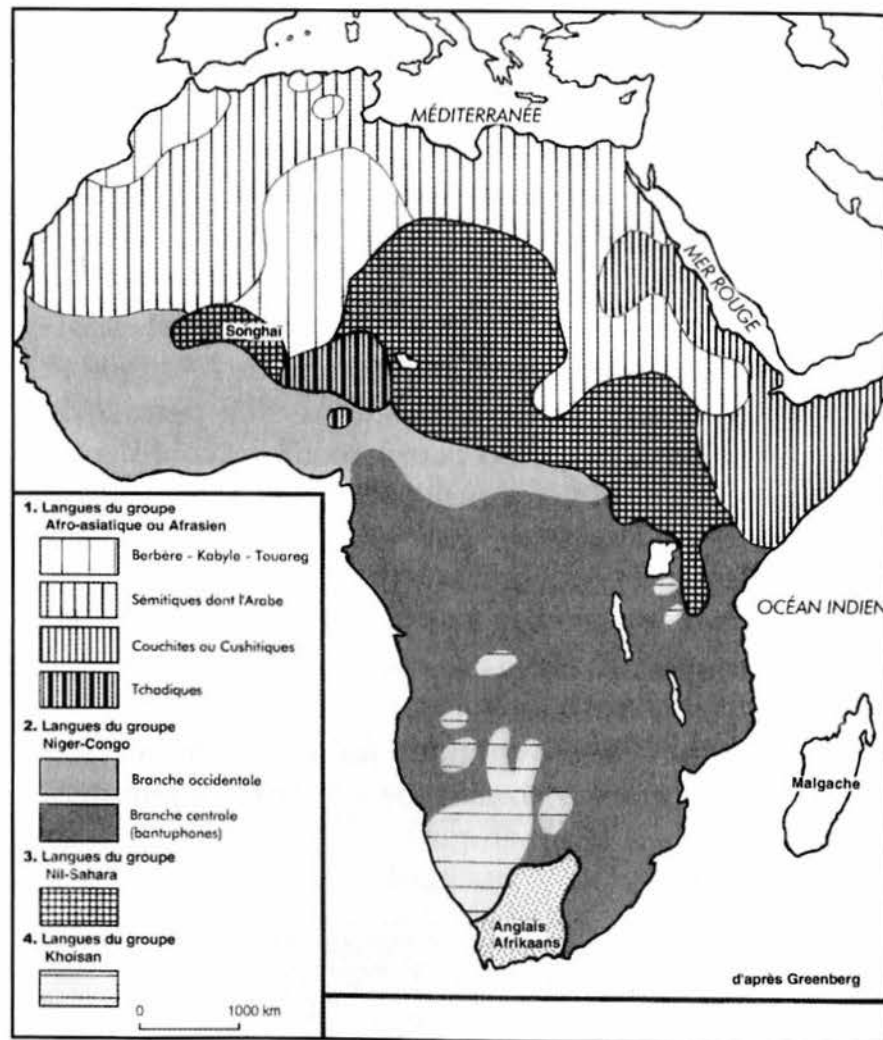 MÉDITERRANÉE
MER ROUGE
Songhaï
OCÉAN INDIEN
Malgache
Anglais
Afrikaans
d'après Greenberg
1. Langues du groupe
Afro-asiatique ou Afrasien
Berbère - Kabyle - Touareg
Sémitiques dont l'Arabe
Couchites ou Cushitiques
Tchadiques
2. Langues du groupe
Niger-Congo
Branche occidentale
Branche centrale
(bantuphones)
3. Langues du groupe
Nil-Sahara
4. Langues du groupe
Khoisan
0 1000 km